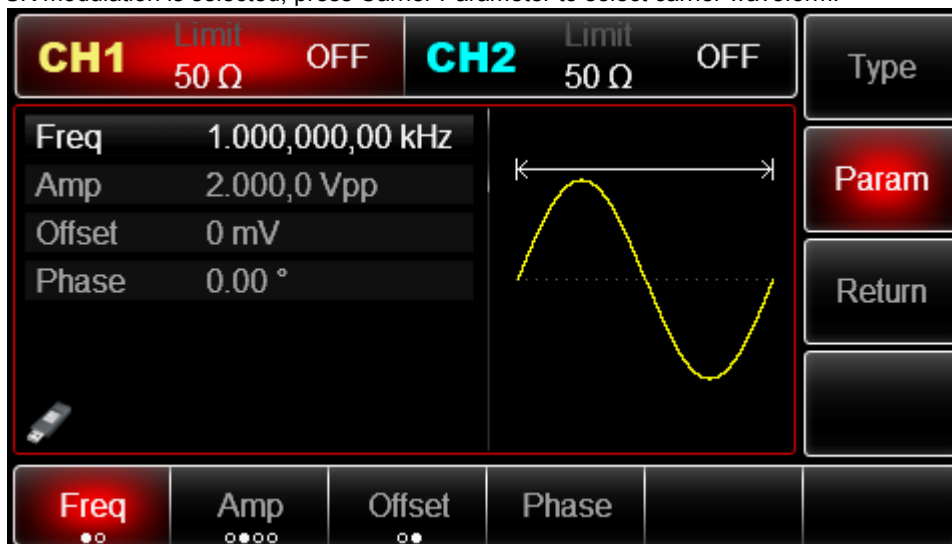 CH1 Limit 50 Ω OFF CH2 Limit 50 Ω OFF
Type
Freq 1.000,000,00 kHz
Amp 2.000,0 Vpp
Offset 0 mV
Phase 0.00 °
Param
Return
Freq Amp Offset Phase